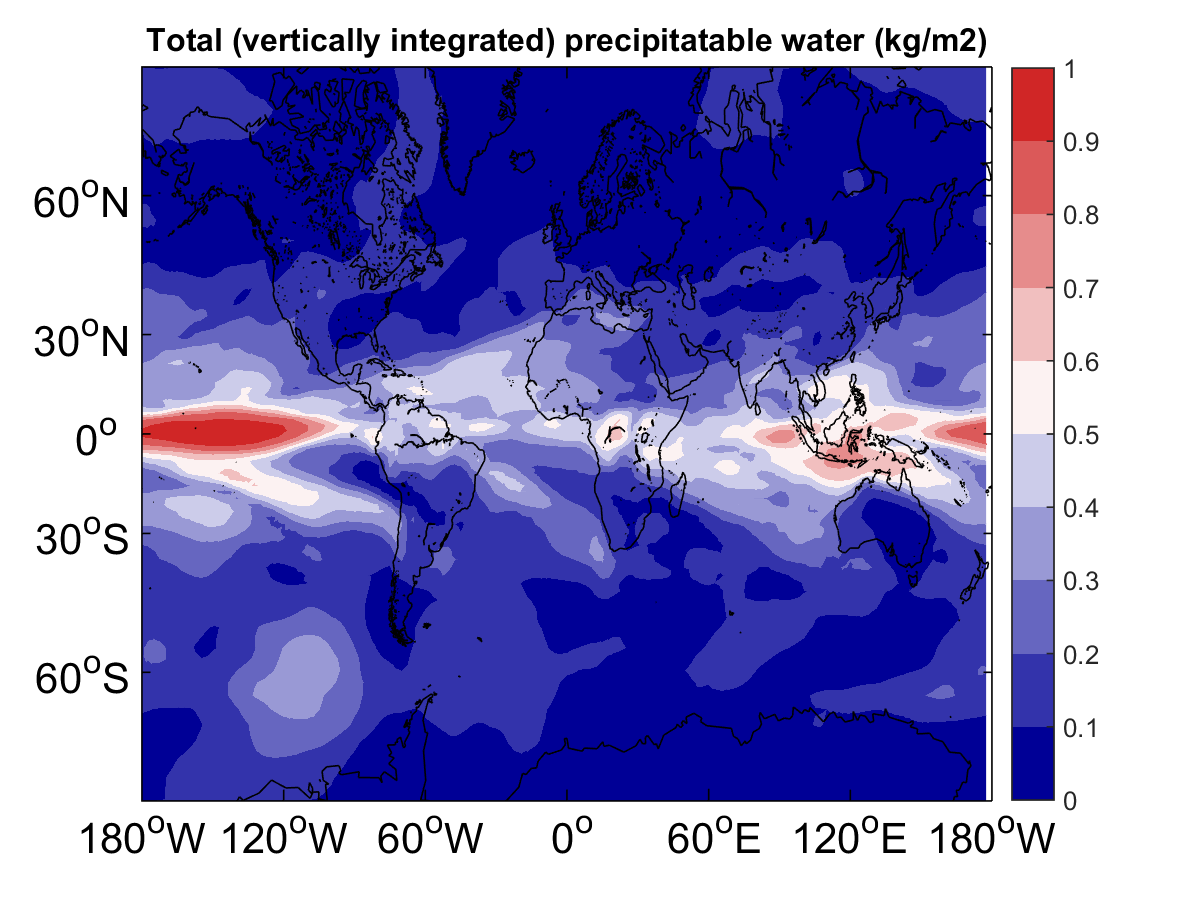 Total (vertically integrated) precipitatable water (kg/m2)
1
0.9
0.8
0.7
0.6
0.5
0.4
0.3
0.2
0.1
0
60°N
30°N
0°
30°S
60°S
180°W 120°W 60°W 0° 60°E 120°E 180°W